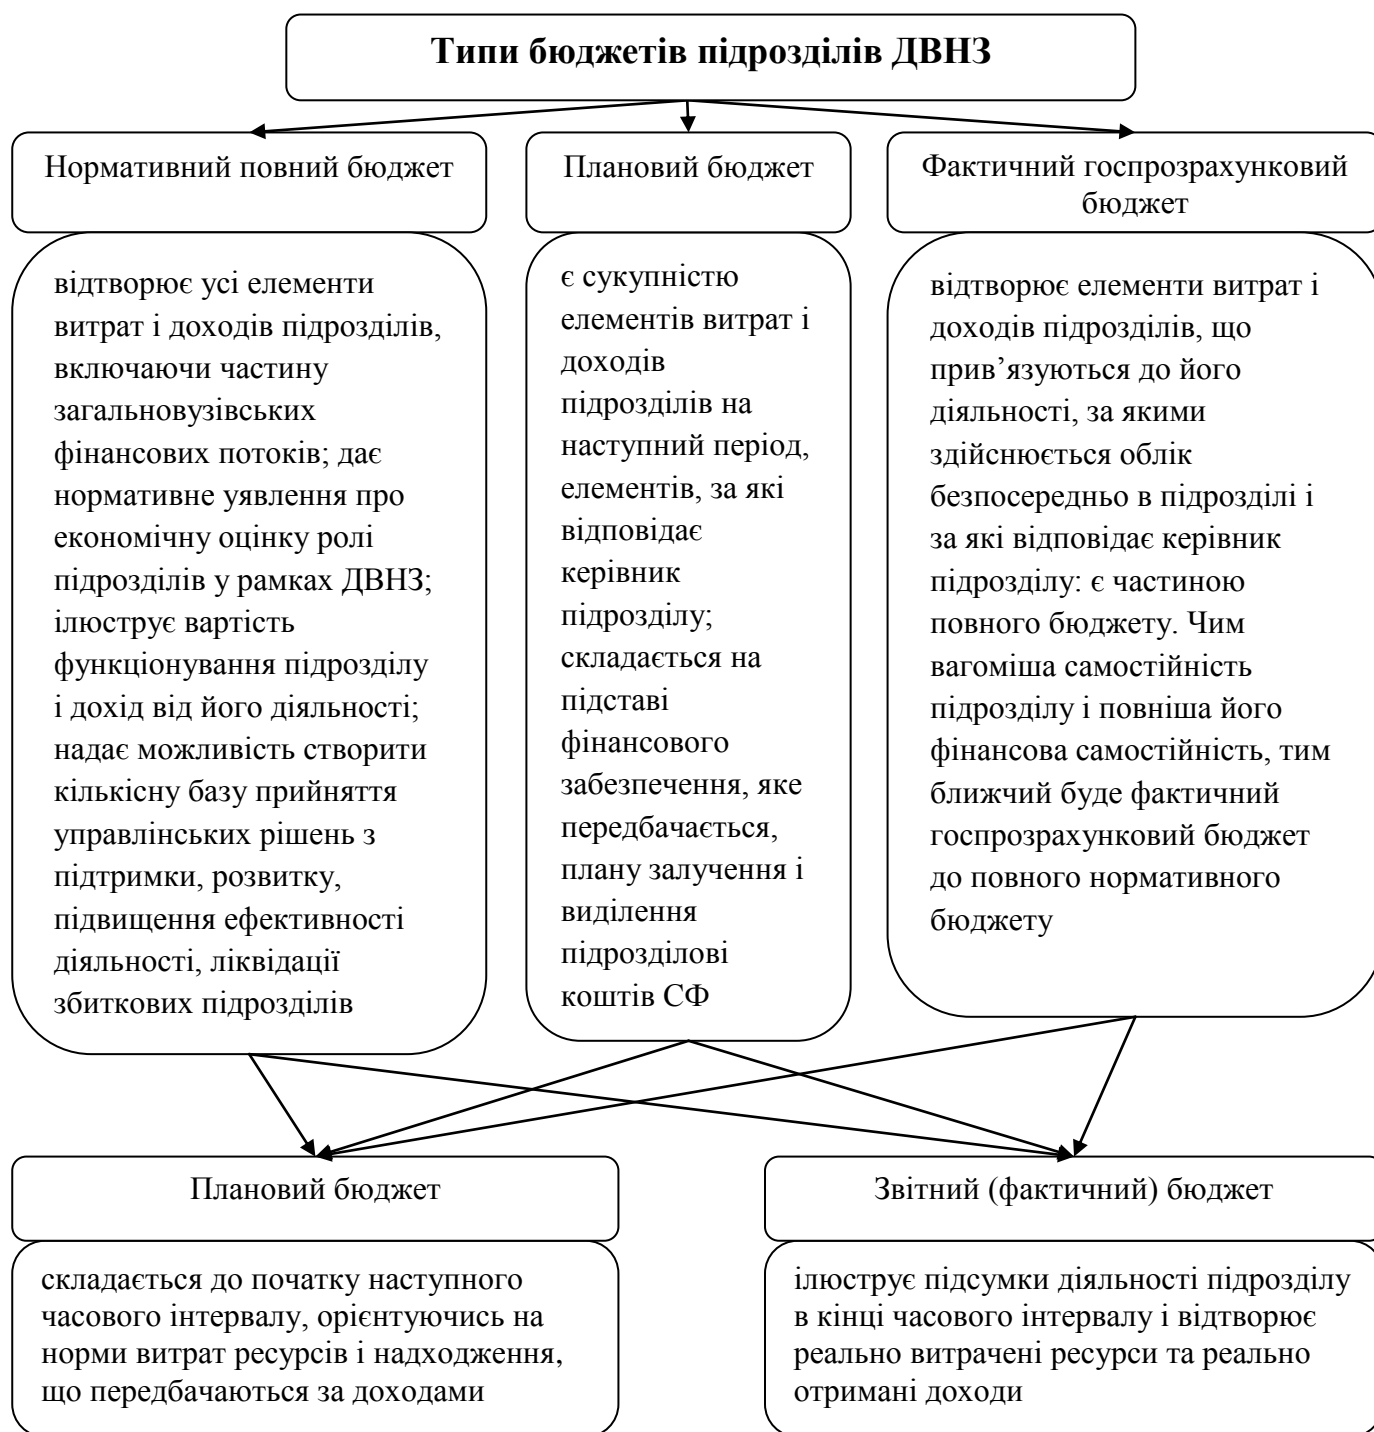 Типи бюджетів підрозділів ДВНЗ
Нормативний повний бюджет
Плановий бюджет
Фактичний госпрозрахунковий
бюджет
відтворює усі елементи
витрат і доходів підрозділів,
включаючи частину
загальновузівських
фінансових потоків; дає
нормативне уявлення про
економічну оцінку ролі
підрозділів у рамках ДВНЗ;
ілюструє вартість
функціонування підрозділу
і дохід від його діяльності;
надає можливість створити
кількісну базу прийняття
управлінських рішень з
підтримки, розвитку,
підвищення ефективності
діяльності, ліквідації
збиткових підрозділів
є сукупністю
елементів витрат і
доходів
підрозділів на
наступний період,
елементів, за які
відповідає
керівник
підрозділу;
складається на
підставі
фінансового
забезпечення, яке
передбачається,
плану залучення і
виділення
підрозділові
коштів СФ
відтворює елементи витрат і
доходів підрозділів, що
прив’язуються до його
діяльності, за якими
здійснюється облік
безпосередньо в підрозділі і
за які відповідає керівник
підрозділу: є частиною
повного бюджету. Чим
вагоміша самостійність
підрозділу і повніша його
фінансова самостійність, тим
ближчий буде фактичний
госпрозрахунковий бюджет
до повного нормативного
бюджету
Плановий бюджет
складається до початку наступного
часового інтервалу, орієнтуючись на
норми витрат ресурсів і надходження,
що передбачаються за доходами
Звітний (фактичний) бюджет
ілюструє підсумки діяльності підрозділу
в кінці часового інтервалу і відтворює
реально витрачені ресурси та реально
отримані доходи